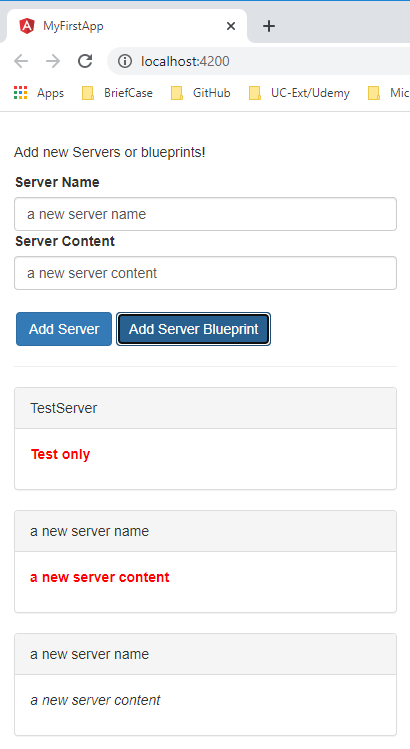 MyFirstApp
localhost:4200
Apps BriefCase GitHub UC-Ext/Udemy Mic
Add new Servers or blueprints!
Server Name
a new server name
Server Content
a new server content
Add Server Add Server Blueprint
TestServer
Test only
a new server name
a new server content
a new server name
a new server content